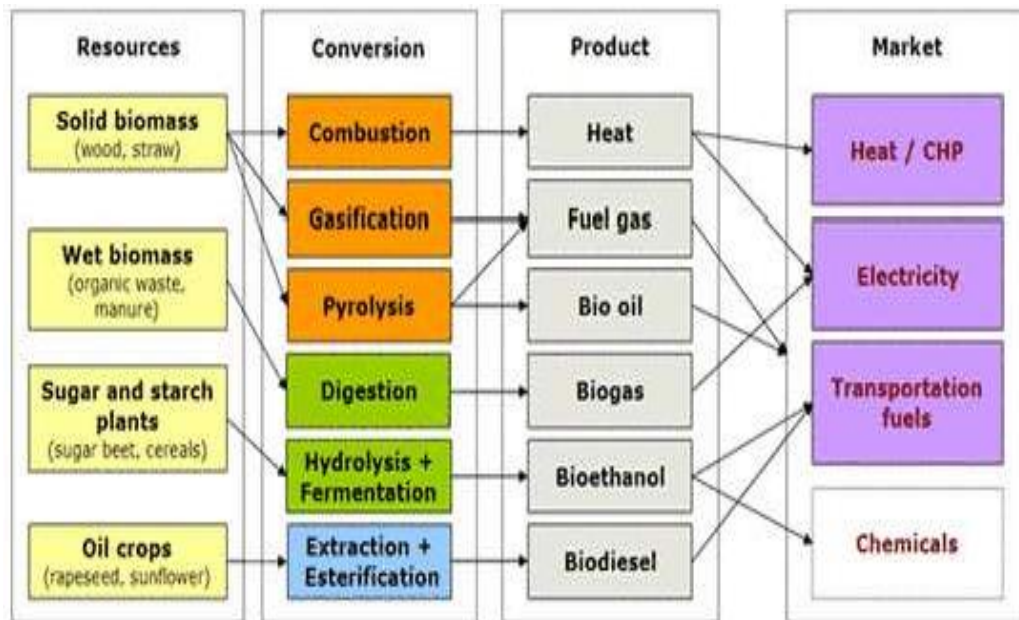 Resources
Solid biomass
(wood, straw)
Wet biomass
(organic waste,
manure)
Sugar and starch
plants
(sugar beet, cereals)
Oil crops
(rapeseed, sunflower)
Conversion
Combustion
Gasification
Pyrolysis
Digestion
Hydrolysis +
Fermentation
Extraction +
Esterification
Product
Heat
Fuel gas
Bio oil
Biogas
Bioethanol
Biodiesel
Market
Heat / CHP
Electricity
Transportation
fuels
Chemicals